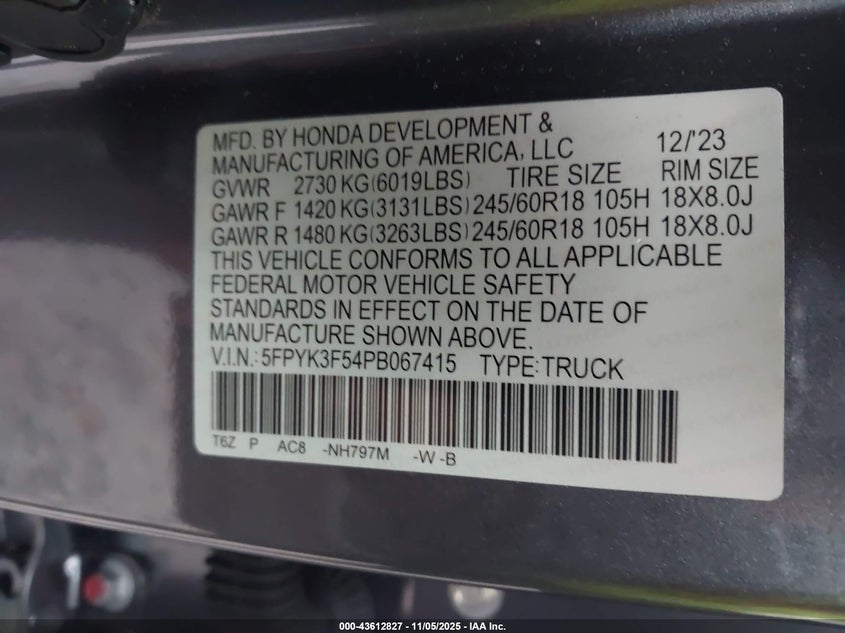 MFD. BY HONDA DEVELOPMENT &
MANUFACTURING OF AMERICA, LLC 12/'23
GVWR 2730 KG(6019LBS) TIRE SIZE RIM SIZE
GAWR F 1420 KG(3131LBS) 245/60R18 105H 18X8.0J
GAWR R 1480 KG(3263LBS) 245/60R18 105H 18X8.0J
THIS VEHICLE CONFORMS TO ALL APPLICABLE
FEDERAL MOTOR VEHICLE SAFETY
STANDARDS IN EFFECT ON THE DATE OF
MANUFACTURE SHOWN ABOVE.
V.I.N.: 5FPYK3F54PB067415 TYPE:TRUCK
T6Z P AC8 -NH797M -W -B
000-43612827 - 11/05/2025 - IAA Inc.